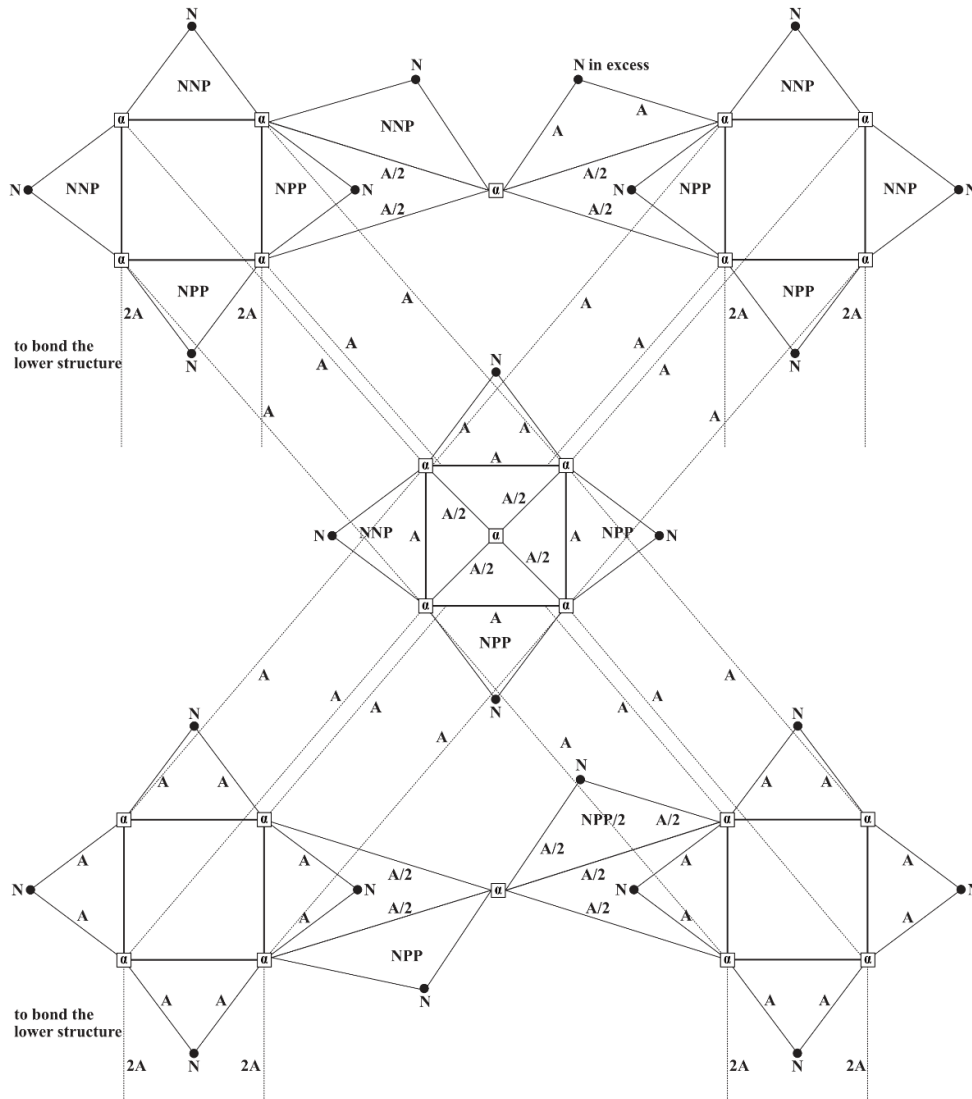 N N
N N in excess
NNP NNP
α α NNP A A α α
N NNP NPP N A/2 α A/2 N NPP NNP N
A/2 A/2
α α α α
NPP NPP
2A 2A A A 2A 2A
to bond the
lower structure
N A A A A N
A A
N
A A
A A
α α
A/2 A/2
N NNP A α A NPP N
A/2 A/2
α α
A
NPP
A A A A
N
A A
N A A N
N
A A NPP/2 A/2 A A
α α α α
A A A/2 A/2 A/2 A A
N N α N N
A A A/2 A/2 A A
α α NPP α α
A A N A A
to bond the
lower structure
2A N 2A 2A N 2A